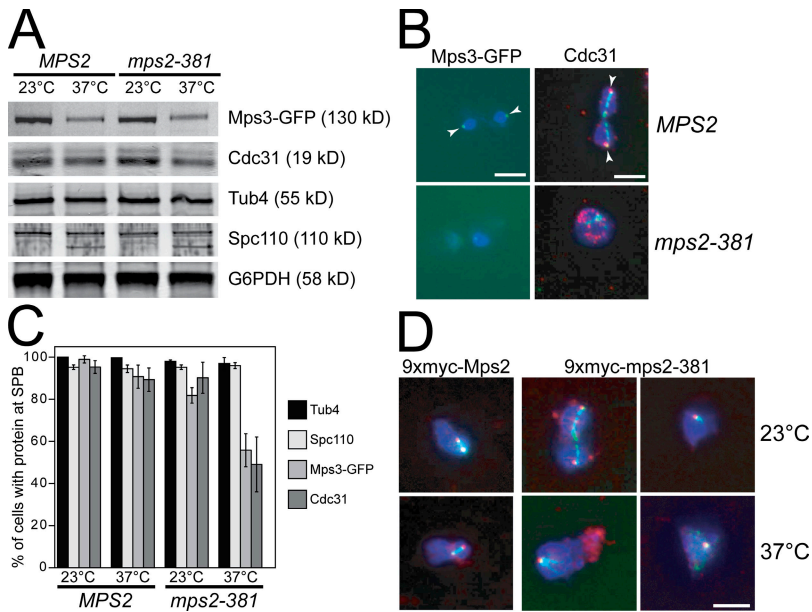 A
MPS2 mps2-381
23°C 37°C 23°C 37°C
Mps3-GFP (130 kD)
Cdc31 (19 kD)
Tub4 (55 kD)
Spc110 (110 kD)
G6PDH (58 kD)
B
Mps3-GFP Cdc31
MPS2
mps2-381
C
% of cells with protein at SPB
100
80
60
40
20
0
23°C 37°C 23°C 37°C
MPS2 mps2-381
Tub4
Spc110
Mps3-GFP
Cdc31
D
9xmyc-Mps2 9xmyc-mps2-381
23°C
37°C